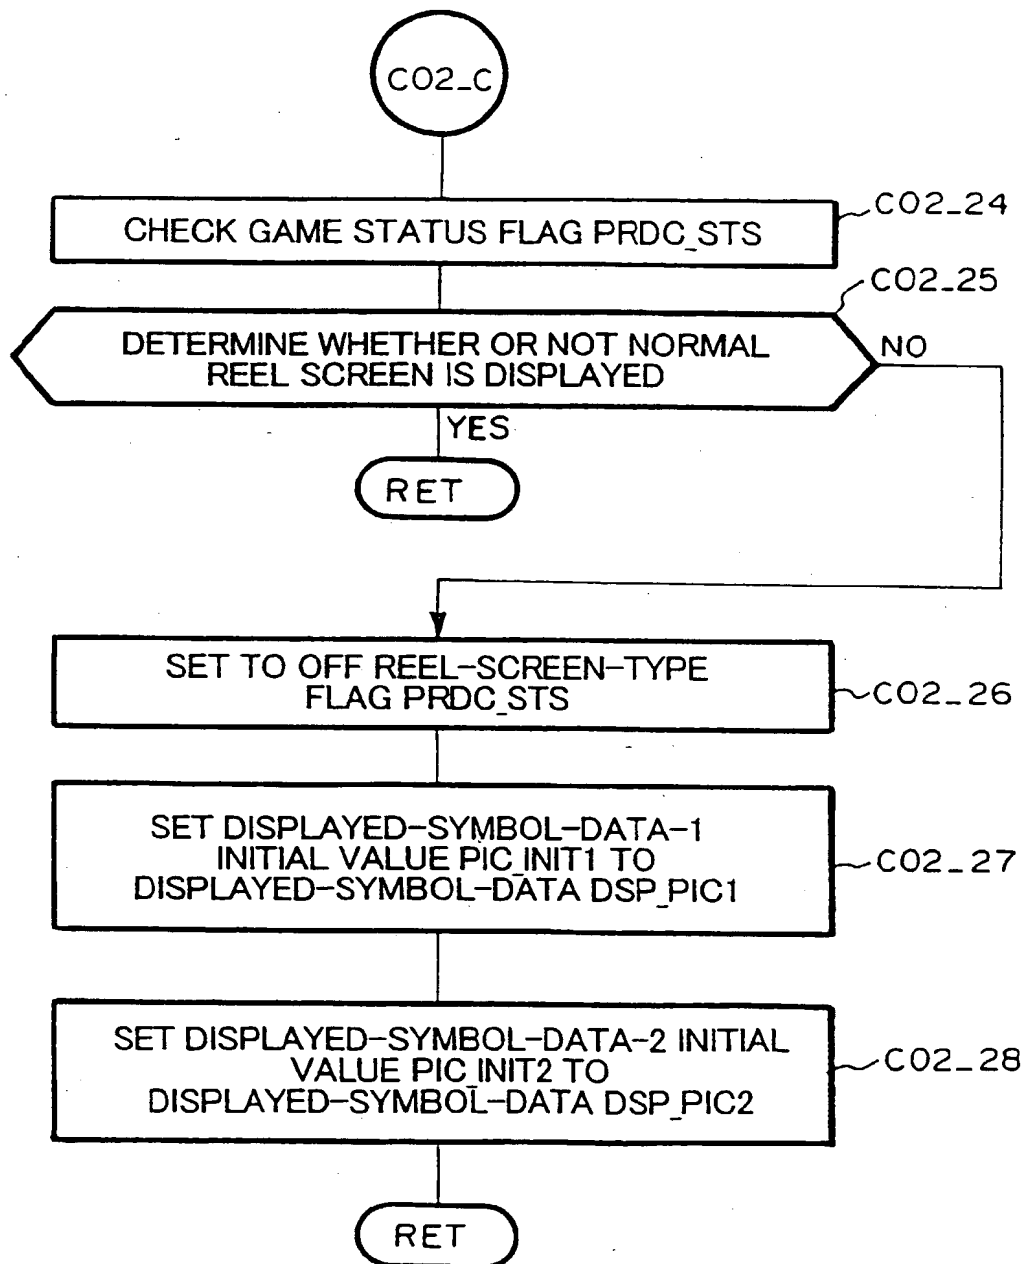 C02_C
C02_24
CHECK GAME STATUS FLAG PRDC_STS
C02_25
DETERMINE WHETHER OR NOT NORMAL
REEL SCREEN IS DISPLAYED
NO
YES
RET
SET TO OFF REEL-SCREEN-TYPE
FLAG PRDC_STS
C02_26
SET DISPLAYED-SYMBOL-DATA-1
INITIAL VALUE PIC_INIT1 TO
DISPLAYED-SYMBOL-DATA DSP_PIC1
C02_27
SET DISPLAYED-SYMBOL-DATA-2 INITIAL
VALUE PIC_INIT2 TO
DISPLAYED-SYMBOL-DATA DSP_PIC2
C02_28
RET